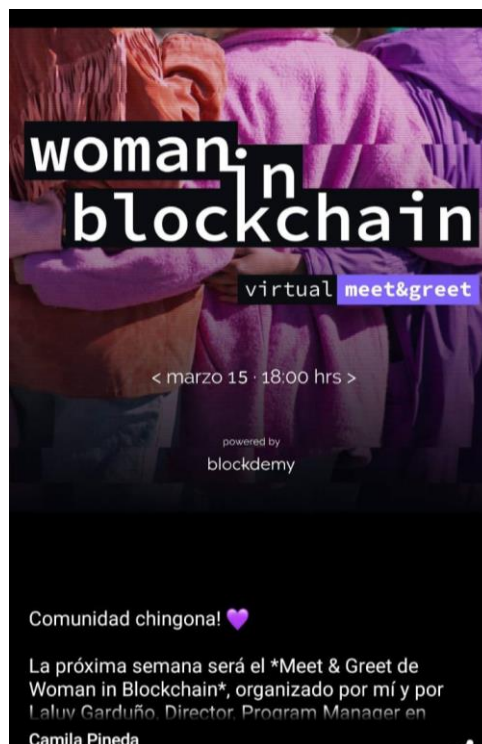 woman
in
blockchain
virtual meet&greet
< marzo 15 · 18:00 hrs >
powered by
blockdemy
Comunidad chingona! 💜
La próxima semana será el *Meet & Greet de
Woman in Blockchain*, organizado por mí y por
Laluv Garduño, Director, Program Manager en
Camila Pineda